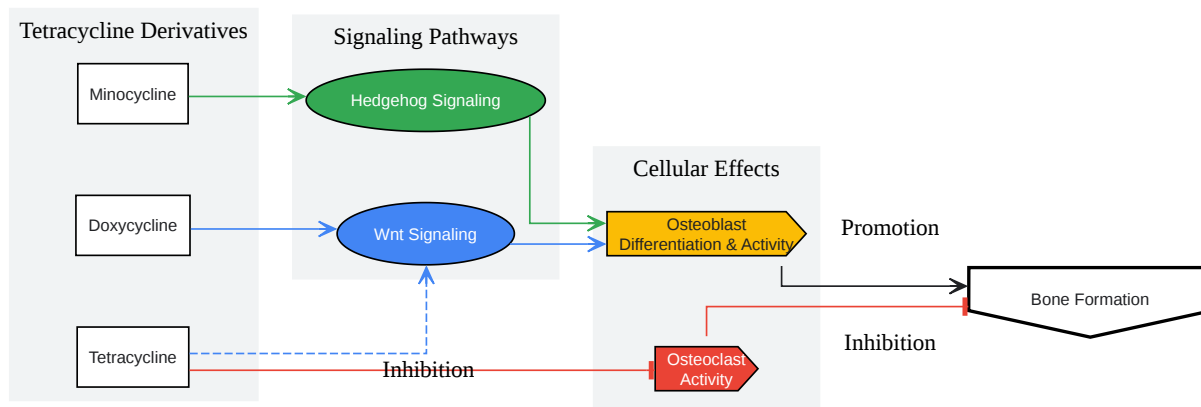 Tetracycline Derivatives
Signaling Pathways
Minocycline
Hedgehog Signaling
Cellular Effects
Doxycycline
Wnt Signaling
Osteoblast
Differentiation & Activity
Promotion
Bone Formation
Tetracycline
Inhibition
Osteoclast
Activity
Inhibition